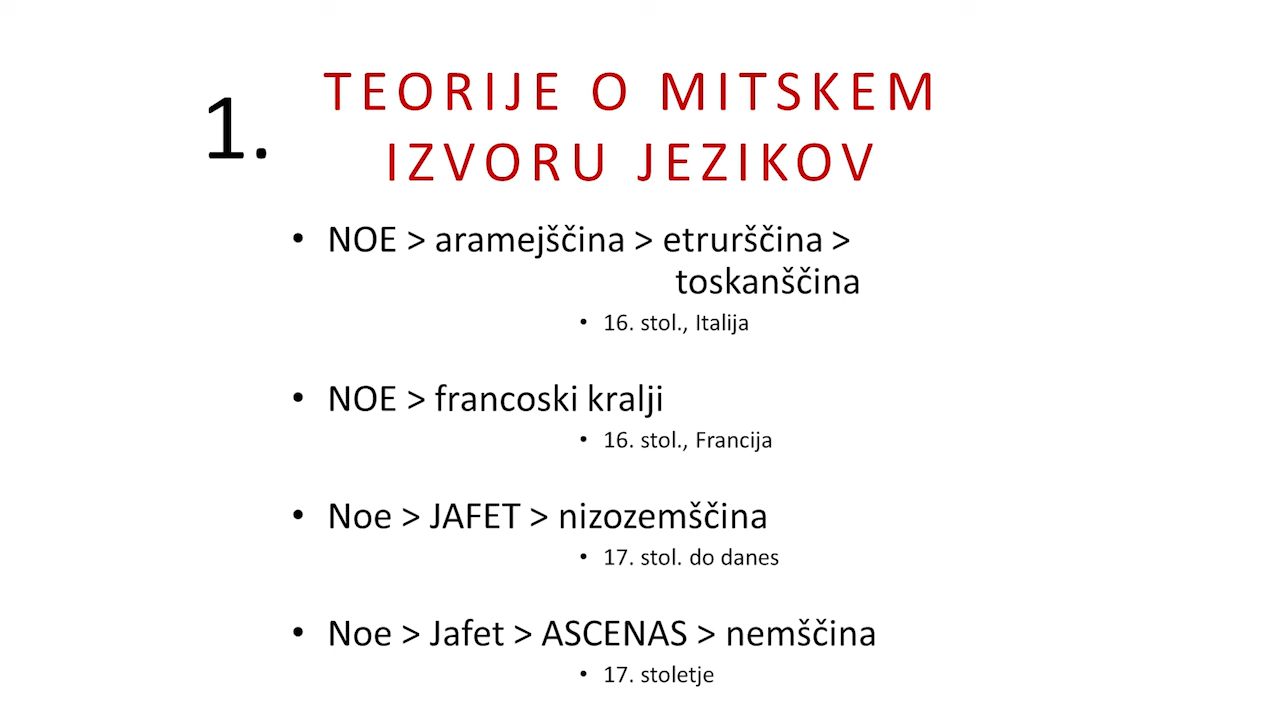 1.
TEORIJE O MITSKEM
IZVORU JEZIKOV
• NOE > aramejščina > etrurščina >
toskanščina
• 16. stol., Italija
• NOE > francoski kralji
• 16. stol., Francija
• Noe > JAFET > nizozemščina
• 17. stol. do danes
• Noe > Jafet > ASCENAS > nemščina
• 17. stoletje